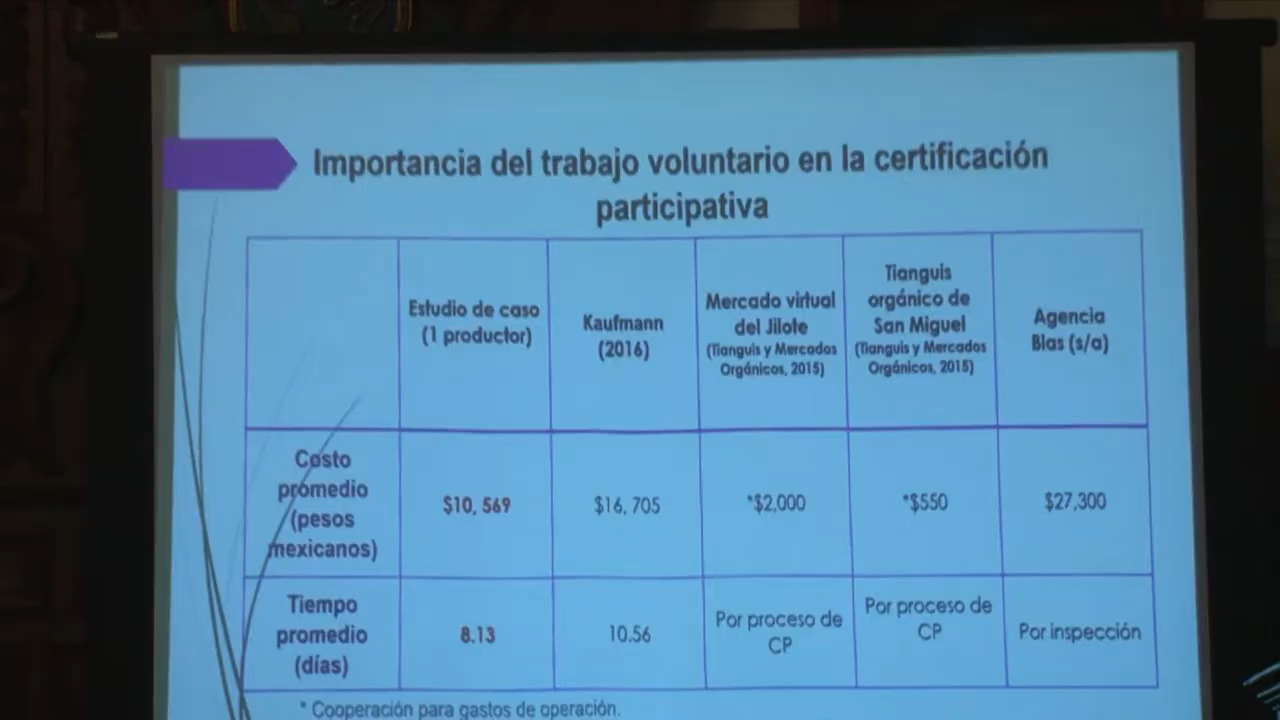 Importancia del trabajo voluntario en la certificación
participativa
Estudio de caso
(1 productor)
Kaufmann
(2016)
Mercado virtual
del Jilote
(Tianguis y Mercados
Orgánicos, 2015)
Tianguis
orgánico de
San Miguel
(Tianguis y Mercados
Orgánicos, 2015)
Agencia
Blas (s/a)
Costo
promedio
(pesos
mexicanos)
$10, 569
$16, 705
*$2,000
*$550
$27,300
Tiempo
promedio
(días)
8.13
10.56
Por proceso de
CP
Por proceso de
CP
Por inspección
* Cooperación para gastos de operación.